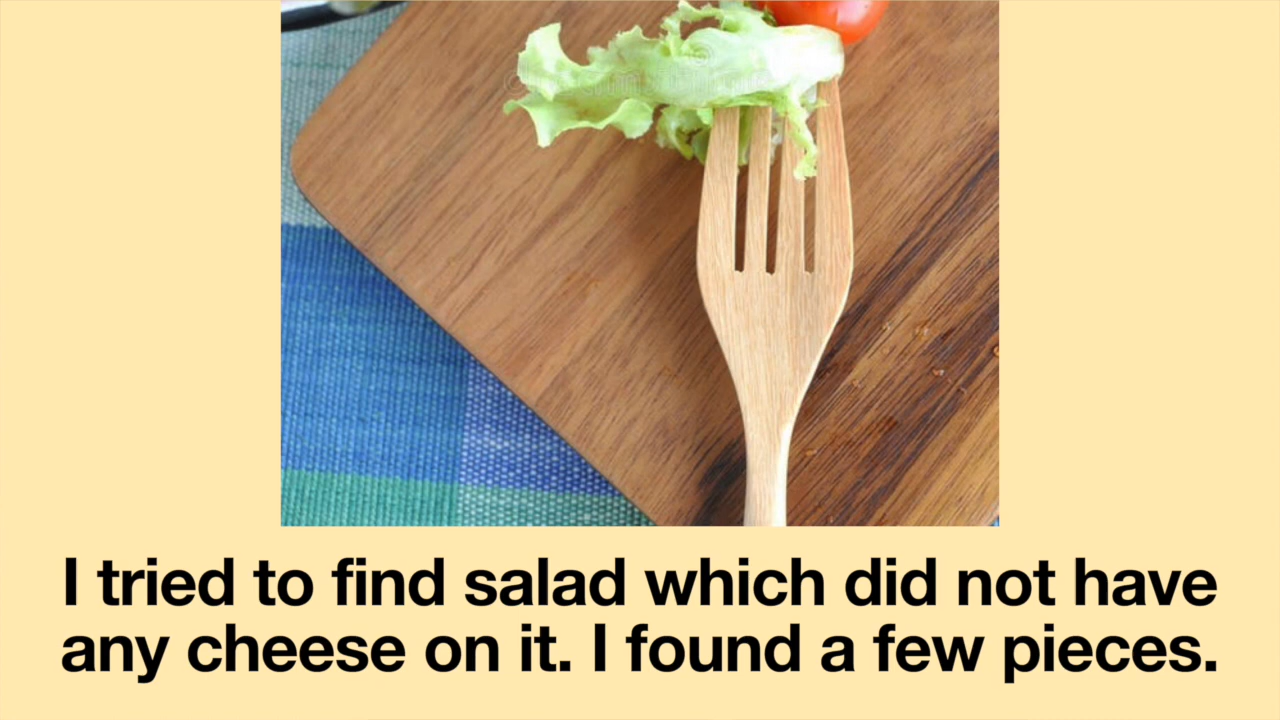 I tried to find salad which did not have
any cheese on it. I found a few pieces.